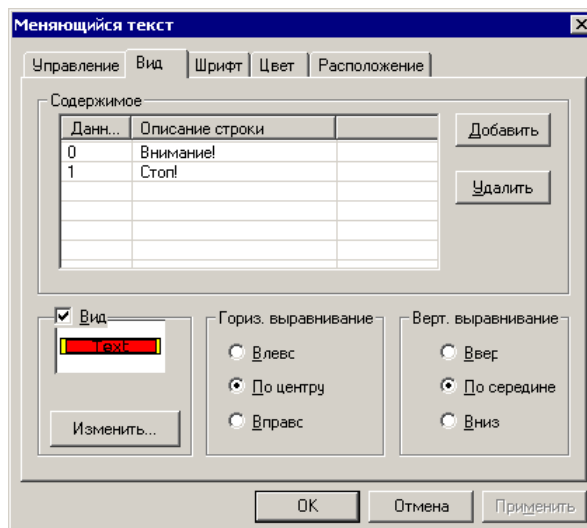 Меняющийся текст
Управление Вид Шрифт Цвет Расположение
Содержимое
Данн... Описание строки
0 Внимание!
1 Стоп!
Добавить
Удалить
Вид
Text
Изменить...
Гориз. выравнивание
Влевс
По центру
Вправс
Верт. выравнивание
Ввер
По середине
Вниз
OK Отмена Применить